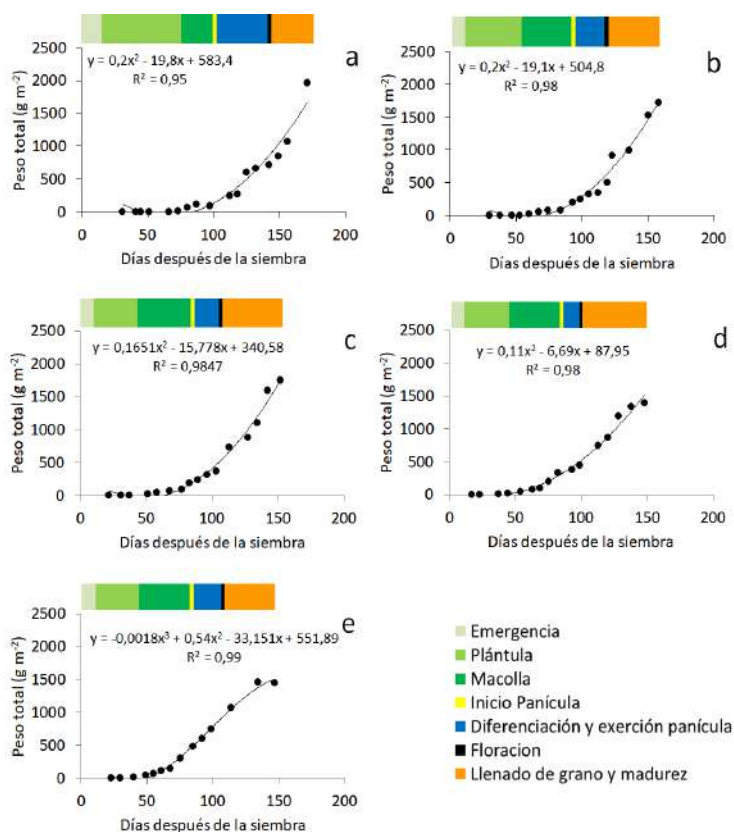 a
y = 0,2x² - 19,8x + 583,4
R² = 0,95
Peso total (g m⁻²)
2500
2000
1500
1000
500
0
0 50 100 150 200
Días después de la siembra
b
y = 0,2x² - 19,1x + 504,8
R² = 0,98
Peso total (g m⁻²)
2500
2000
1500
1000
500
0
0 50 100 150 200
Días después de la siembra
c
y = 0,1651x² - 15,778x + 340,58
R² = 0,9847
Peso total (g m⁻²)
2500
2000
1500
1000
500
0
0 50 100 150 200
Días después de la siembra
d
y = 0,11x² - 6,69x + 87,95
R² = 0,98
Peso total (g m⁻²)
2500
2000
1500
1000
500
0
0 50 100 150 200
Días después de la siembra
e
y = -0,0018x³ + 0,54x² - 33,151x + 551,89
R² = 0,99
Peso total (g m⁻²)
2500
2000
1500
1000
500
0
0 50 100 150 200
Días después de la siembra
Emergencia
Plántula
Macolla
Inicio Panícula
Diferenciación y exerción panícula
Floracion
Llenado de grano y madurez